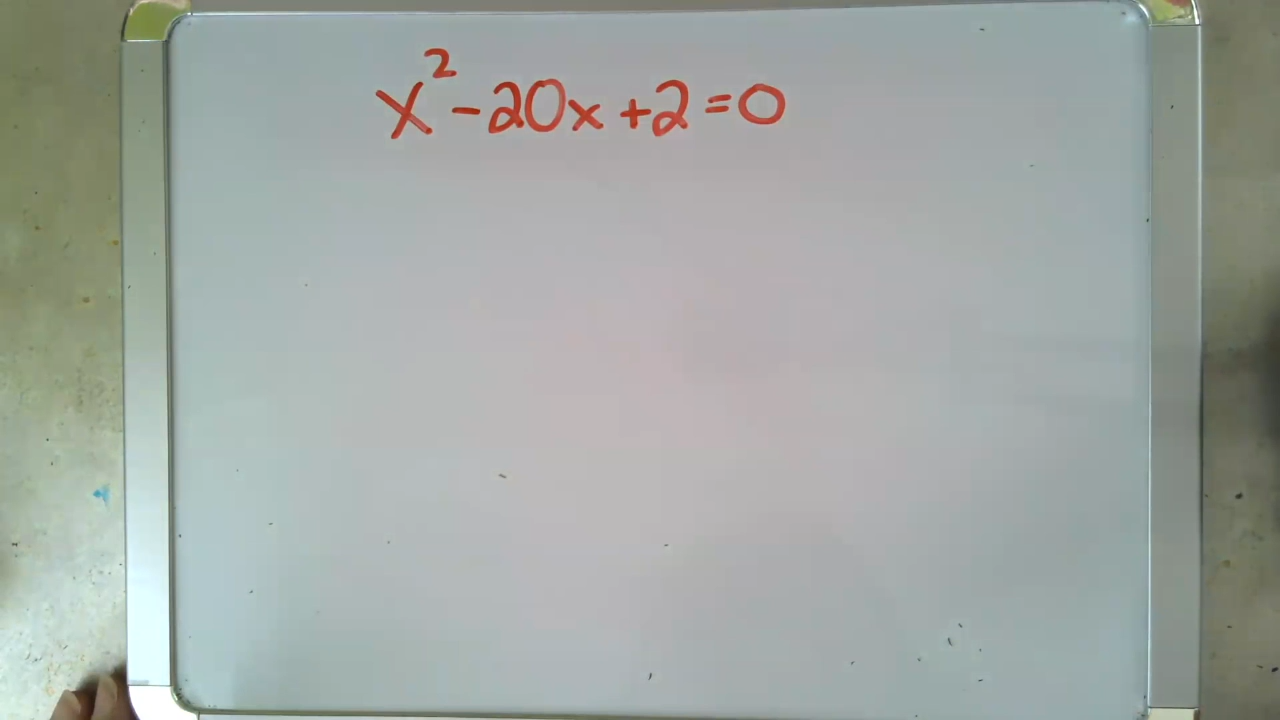 x² - 20x + 2 = 0